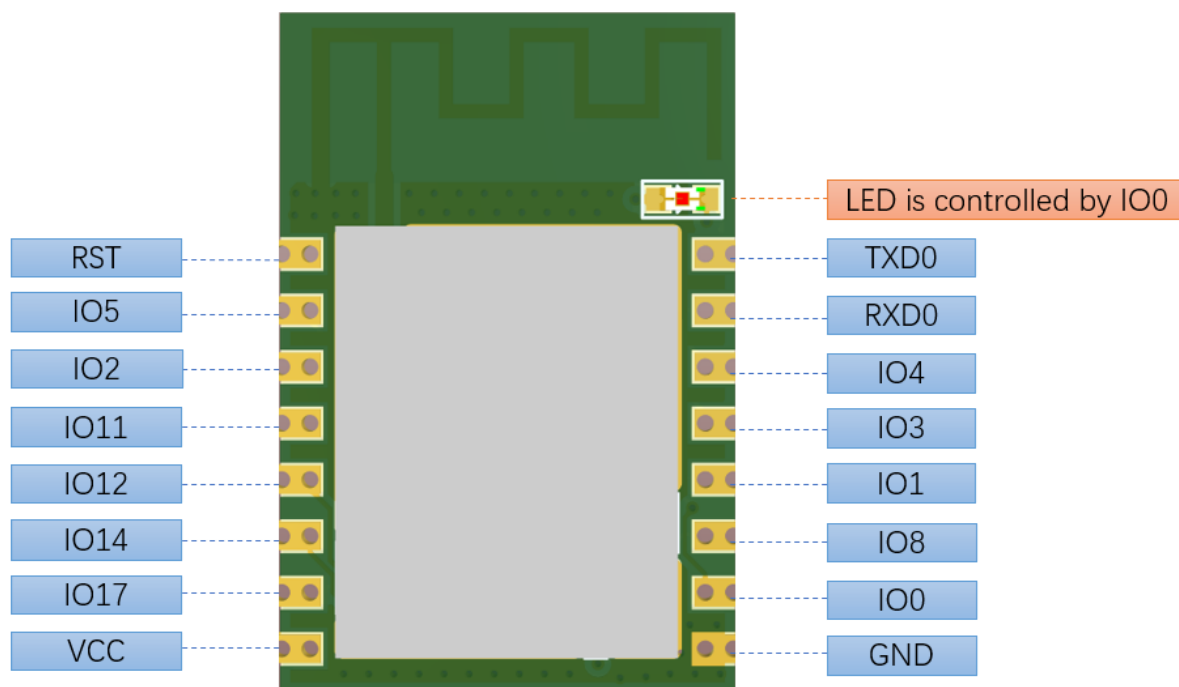 LED is controlled by IO0
RST
TXD0
IO5
RXD0
IO2
IO4
IO11
IO3
IO12
IO1
IO14
IO8
IO17
IO0
VCC
GND